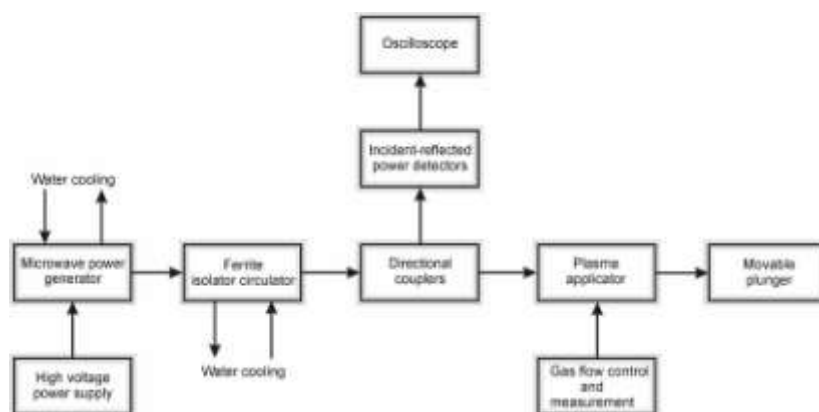 Oscilloscope
Incident-reflected
power detectors
Water cooling
Microwave power
generator
Ferrite
isolator circulator
Directional
couplers
Plasma
applicator
Movable
plunger
High voltage
power supply
Water cooling
Gas flow control
and
measurement